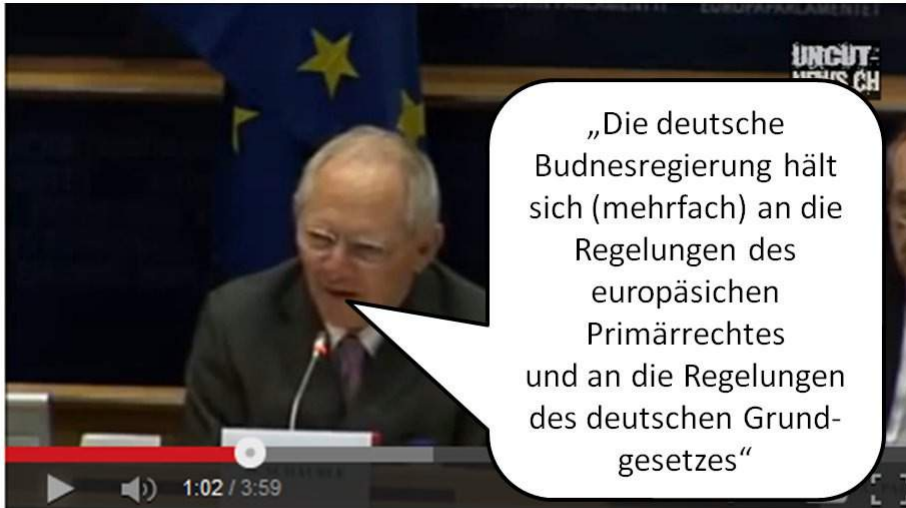 EUROPAPARLAMENTET
UNCUT-
NEWS.CH
„Die deutsche
Budnesregierung hält
sich (mehrfach) an die
Regelungen des
europäsichen
Primärrechtes
und an die Regelungen
des deutschen Grund-
gesetzes“
1:02 / 3:59